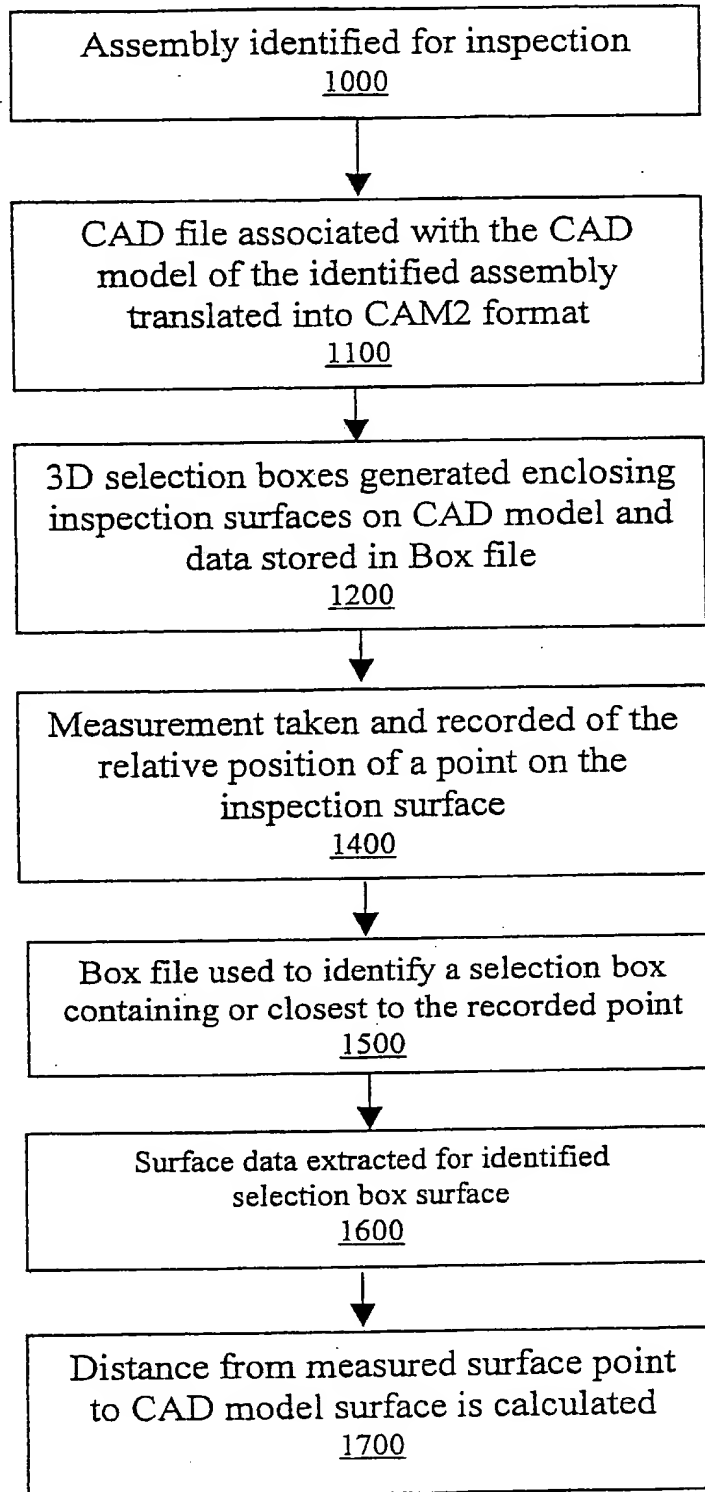 Assembly identified for inspection
1000
CAD file associated with the CAD
model of the identified assembly
translated into CAM2 format
1100
3D selection boxes generated enclosing
inspection surfaces on CAD model and
data stored in Box file
1200
Measurement taken and recorded of the
relative position of a point on the
inspection surface
1400
Box file used to identify a selection box
containing or closest to the recorded point
1500
Surface data extracted for identified
selection box surface
1600
Distance from measured surface point
to CAD model surface is calculated
1700